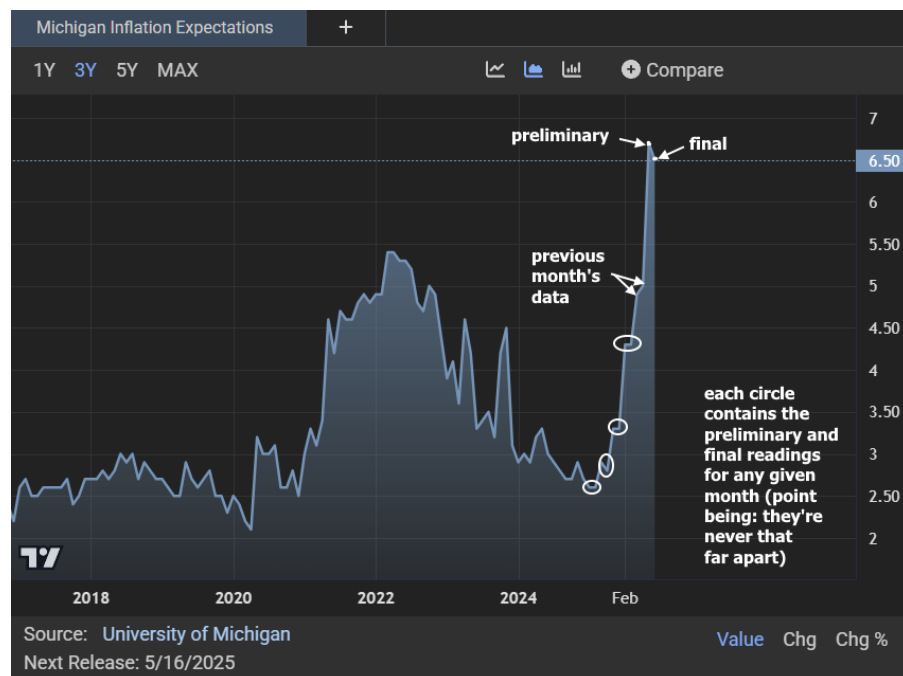 Michigan Inflation Expectations +
1Y 3Y 5Y MAX Compare
7
preliminary
final
6.50
6
5.50
previous
month's
data
5
4.50
4
each circle
contains the
preliminary and
final readings
for any given
month (point
being: they're
never that
far apart)
3.50
3
2.50
2
TV
2018 2020 2022 2024 Feb
Source: University of Michigan
Next Release: 5/16/2025
Value Chg Chg %